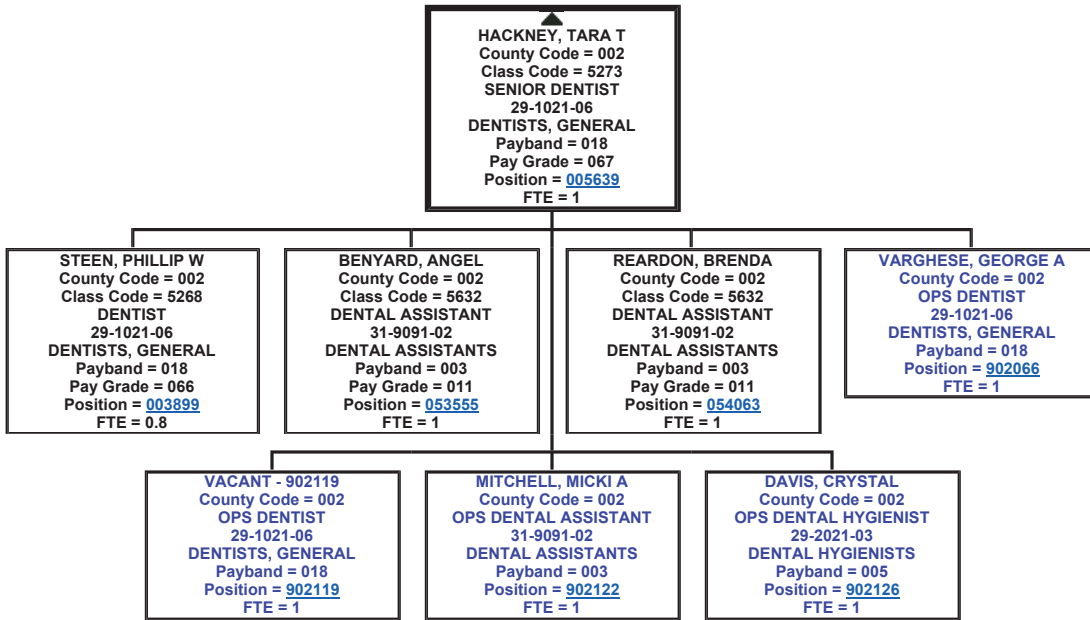 HACKNEY, TARA T
County Code = 002
Class Code = 5273
SENIOR DENTIST
29-1021-06
DENTISTS, GENERAL
Payband = 018
Pay Grade = 067
Position = 005639
FTE = 1
STEEN, PHILLIP W
County Code = 002
Class Code = 5268
DENTIST
29-1021-06
DENTISTS, GENERAL
Payband = 018
Pay Grade = 066
Position = 003899
FTE = 0.8
BENYARD, ANGEL
County Code = 002
Class Code = 5632
DENTAL ASSISTANT
31-9091-02
DENTAL ASSISTANTS
Payband = 003
Pay Grade = 011
Position = 053555
FTE = 1
REARDON, BRENDA
County Code = 002
Class Code = 5632
DENTAL ASSISTANT
31-9091-02
DENTAL ASSISTANTS
Payband = 003
Pay Grade = 011
Position = 054063
FTE = 1
VARGHESE, GEORGE A
County Code = 002
OPS DENTIST
29-1021-06
DENTISTS, GENERAL
Payband = 018
Position = 902066
FTE = 1
VACANT - 902119
County Code = 002
OPS DENTIST
29-1021-06
DENTISTS, GENERAL
Payband = 018
Position = 902119
FTE = 1
MITCHELL, MICKI A
County Code = 002
OPS DENTAL ASSISTANT
31-9091-02
DENTAL ASSISTANTS
Payband = 003
Position = 902122
FTE = 1
DAVIS, CRYSTAL
County Code = 002
OPS DENTAL HYGIENIST
29-2021-03
DENTAL HYGIENISTS
Payband = 005
Position = 902126
FTE = 1